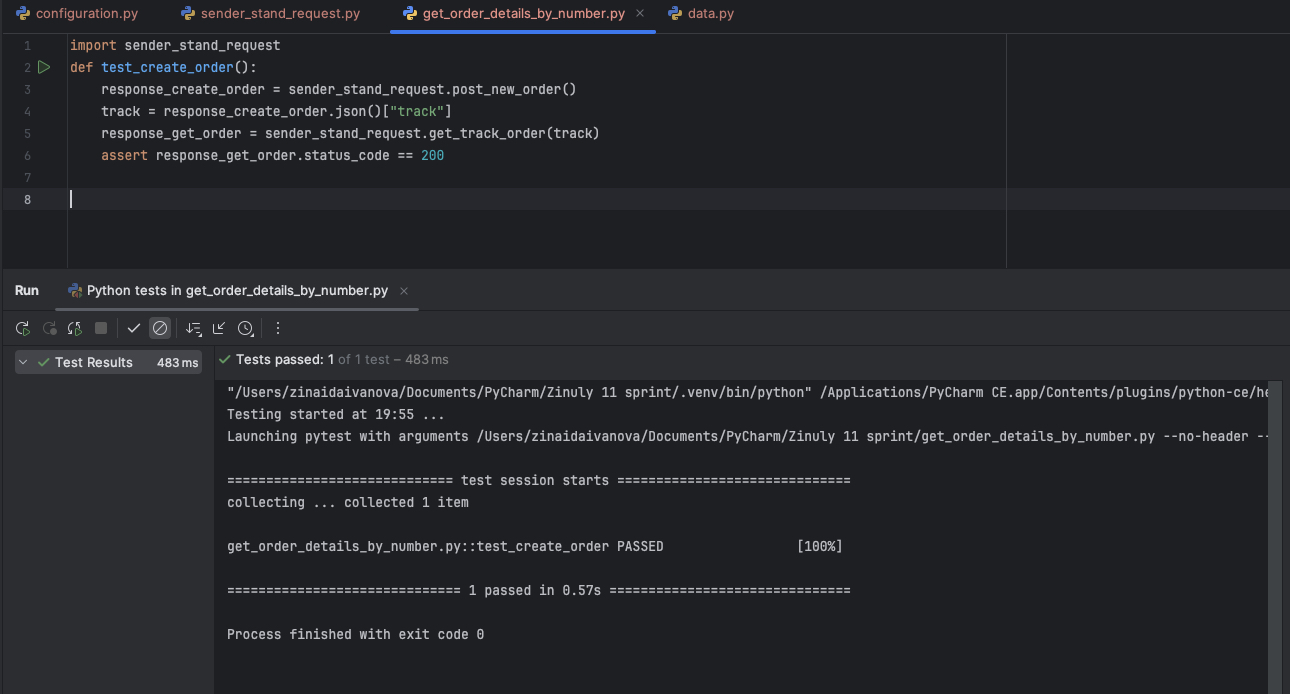 configuration.py sender_stand_request.py get_order_details_by_number.py data.py
1 import sender_stand_request
2 def test_create_order():
3 response_create_order = sender_stand_request.post_new_order()
4 track = response_create_order.json()["track"]
5 response_get_order = sender_stand_request.get_track_order(track)
6 assert response_get_order.status_code == 200
7
8
Run Python tests in get_order_details_by_number.py
Test Results 483 ms
Tests passed: 1 of 1 test – 483 ms
"/Users/zinaidaivanova/Documents/PyCharm/Zinuly 11 sprint/.venv/bin/python" /Applications/PyCharm CE.app/Contents/plugins/python-ce/he
Testing started at 19:55 ...
Launching pytest with arguments /Users/zinaidaivanova/Documents/PyCharm/Zinuly 11 sprint/get_order_details_by_number.py --no-header --
============================= test session starts ==============================
collecting ... collected 1 item
get_order_details_by_number.py::test_create_order PASSED [100%]
============================== 1 passed in 0.57s ===============================
Process finished with exit code 0